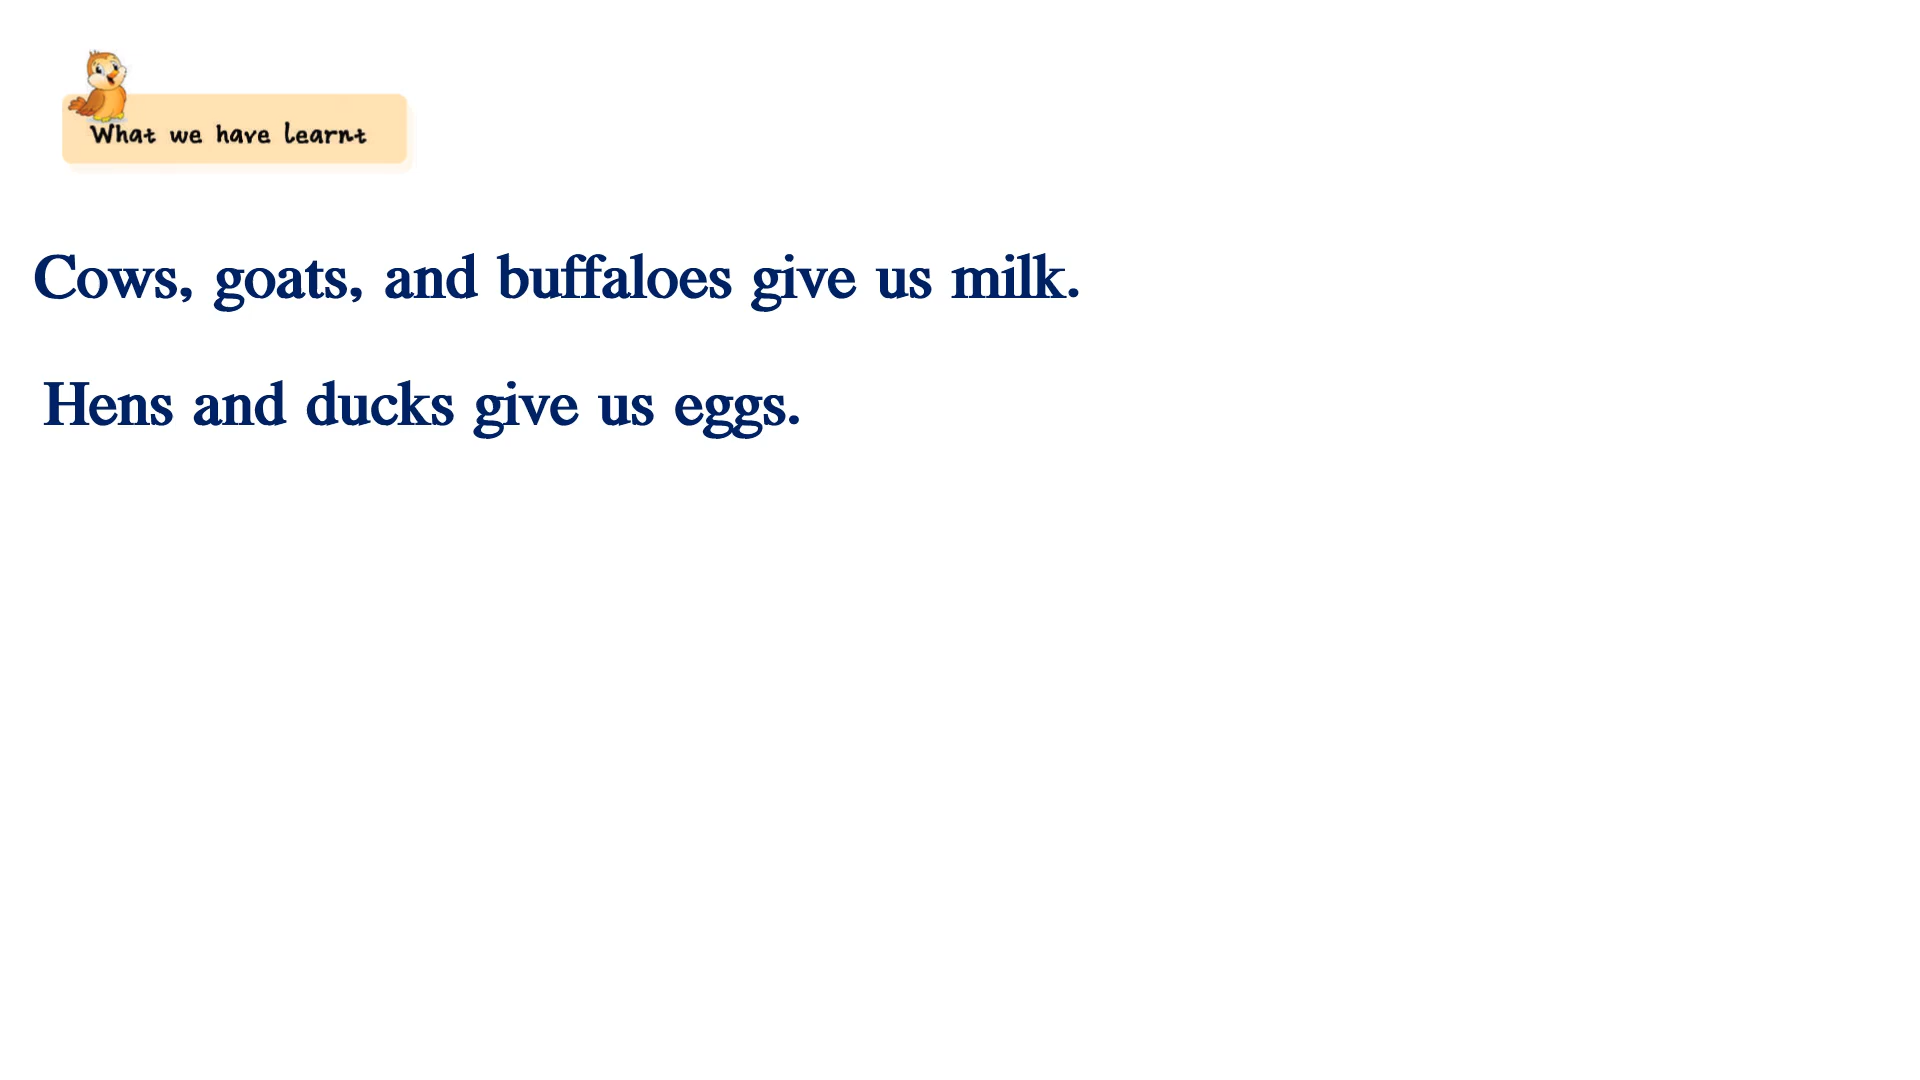 What we have learnt
Cows, goats, and buffaloes give us milk.
Hens and ducks give us eggs.